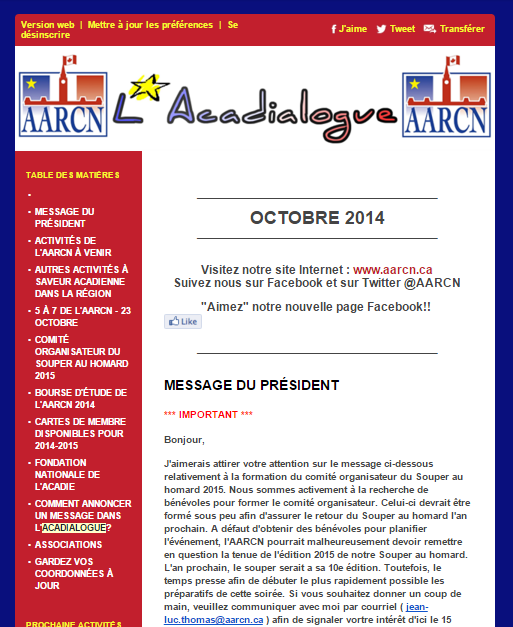 Version web | Mettre à jour les préférences | Se
désinscrire
J'aime Tweet Transférer
AARCN
L'Acadialogue
AARCN
TABLE DES MATIÈRES
-
- MESSAGE DU
PRÉSIDENT
- ACTIVITÉS DE
L'AARCN À VENIR
- AUTRES ACTIVITÉS À
SAVEUR ACADIENNE
DANS LA RÉGION
- 5 À 7 DE L'AARCN - 23
OCTOBRE
- COMITÉ
ORGANISATEUR DU
SOUPER AU HOMARD
2015
- BOURSE D'ÉTUDE DE
L'AARCN 2014
- CARTES DE MEMBRE
DISPONIBLES POUR
2014-2015
- FONDATION
NATIONALE DE
L'ACADIE
- COMMENT ANNONCER
UN MESSAGE DANS
L'ACADIALOGUE?
- ASSOCIATIONS
- GARDEZ VOS
COORDONNÉES À
JOUR
PROCHAINE ACTIVITÉS
OCTOBRE 2014
Visitez notre site Internet : www.aarcn.ca
Suivez nous sur Facebook et sur Twitter @AARCN
"Aimez" notre nouvelle page Facebook!!
Like
MESSAGE DU PRÉSIDENT
*** IMPORTANT ***
Bonjour,
J'aimerais attirer votre attention sur le message ci-dessous
relativement à la formation du comité organisateur du Souper au
homard 2015. Nous sommes activement à la recherche de
bénévoles pour former le comité organisateur. Celui-ci devrait être
formé sous peu afin d'assurer le retour du Souper au homard l'an
prochain. A défaut d'obtenir des bénévoles pour planifier
l'événement, l'AARCN pourrait malheureusement devoir remettre
en question la tenue de l'édition 2015 de notre Souper au homard.
L'an prochain, le souper serait a sa 10e édition. Toutefois, le
temps presse afin de débuter le plus rapidement possible les
préparatifs de cette soirée. Si vous souhaitez donner un coup de
main, veuillez communiquer avec moi par courriel ( jean-
luc.thomas@aarcn.ca ) afin de signaler vortre intérêt d'ici le 15